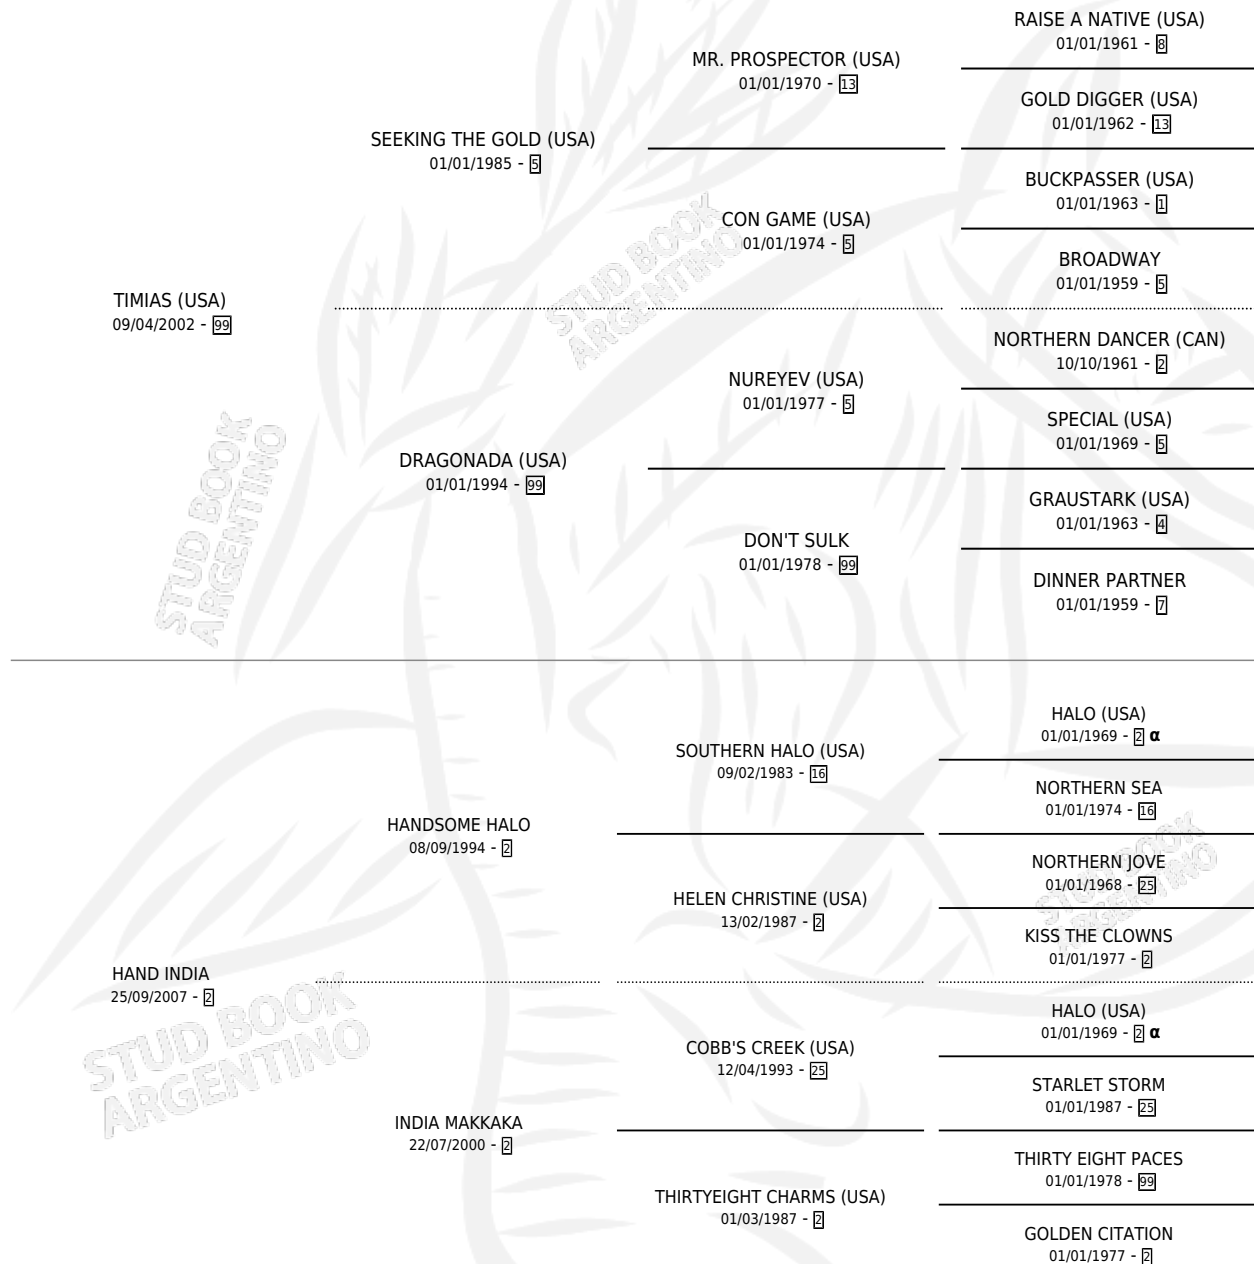 RAISE A NATIVE (USA)
01/01/1961 - 8
MR. PROSPECTOR (USA)
01/01/1970 - 13
GOLD DIGGER (USA)
01/01/1962 - 13
SEEKING THE GOLD (USA)
01/01/1985 - 5
BUCKPASSER (USA)
01/01/1963 - 1
CON GAME (USA)
01/01/1974 - 5
BROADWAY
01/01/1959 - 5
TIMIAS (USA)
09/04/2002 - 99
NORTHERN DANCER (CAN)
10/10/1961 - 2
NUREYEV (USA)
01/01/1977 - 5
SPECIAL (USA)
01/01/1969 - 5
DRAGONADA (USA)
01/01/1994 - 99
GRAUSTARK (USA)
01/01/1963 - 4
DON'T SULK
01/01/1978 - 99
DINNER PARTNER
01/01/1959 - 7
HALO (USA)
01/01/1969 - 2 α
SOUTHERN HALO (USA)
09/02/1983 - 16
NORTHERN SEA
01/01/1974 - 16
HANDSOME HALO
08/09/1994 - 2
NORTHERN JOVE
01/01/1968 - 25
HELEN CHRISTINE (USA)
13/02/1987 - 2
KISS THE CLOWNS
01/01/1977 - 2
HAND INDIA
25/09/2007 - 2
HALO (USA)
01/01/1969 - 2 α
COBB'S CREEK (USA)
12/04/1993 - 25
STARLET STORM
01/01/1987 - 25
INDIA MAKKAKA
22/07/2000 - 2
THIRTY EIGHT PACES
01/01/1978 - 99
THIRTYEIGHT CHARMS (USA)
01/03/1987 - 2
GOLDEN CITATION
01/01/1977 - 2
STUD BOOK
ARGENTINO
STUD BOOK
ARGENTINO
STUD BOOK
ARGENTINO
STUD BOOK
ARGENTINO